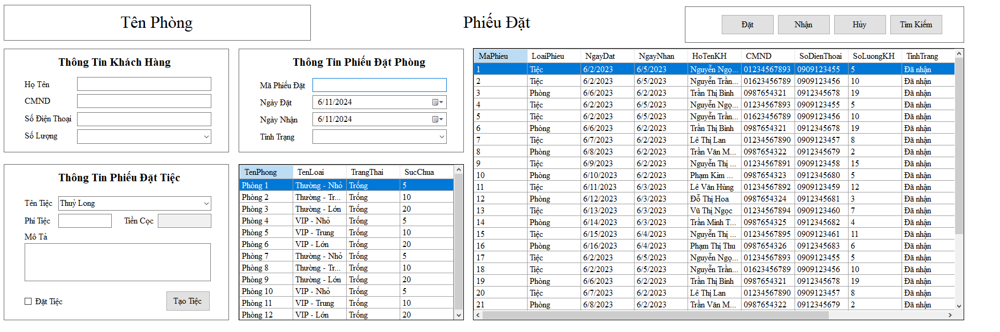 Tên Phòng
Phiếu Đặt
Đặt Nhận Hủy Tìm Kiếm
Thông Tin Khách Hàng
Họ Tên
CMND
Số Điện Thoại
Số Lượng
Thông Tin Phiếu Đặt Phòng
Mã Phiếu Đặt
Ngày Đặt 6/11/2024
Ngày Nhận 6/11/2024
Tình Trạng
Thông Tin Phiếu Đặt Tiệc
Tên Tiệc Thuỷ Long
Phí Tiệc Tiền Cọc
Mô Tả
Đặt Tiệc Tạo Tiệc
TenPhong TenLoai TrangThai SucChua
Phòng 1 Thường - Nhỏ Trống 5
Phòng 2 Thường - Tr... Trống 10
Phòng 3 Thường - Lớn Trống 20
Phòng 4 VIP - Nhỏ Trống 5
Phòng 5 VIP - Trung Trống 10
Phòng 6 VIP - Lớn Trống 20
Phòng 7 Thường - Nhỏ Trống 5
Phòng 8 Thường - Tr... Trống 10
Phòng 9 Thường - Lớn Trống 20
Phòng 10 VIP - Nhỏ Trống 5
Phòng 11 VIP - Trung Trống 10
Phòng 12 VIP - Lớn Trống 20
MaPhieu LoaiPhieu NgayDat NgayNhan HoTenKH CMND SoDienThoai SoLuongKH TinhTrang
1 Tiệc 6/2/2023 6/5/2023 Nguyễn Ngọ... 01234567893 0909123455 5 Đã nhận
2 Tiệc 6/2/2023 6/5/2023 Nguyễn Trần... 01623456789 0909123456 10 Đã nhận
3 Phòng 6/6/2023 6/2/2023 Trần Thị Bình 0987654321 0912345678 19 Đã nhận
4 Tiệc 6/2/2023 6/5/2023 Nguyễn Ngọ... 01234567893 0909123455 5 Đã nhận
5 Tiệc 6/2/2023 6/5/2023 Nguyễn Trần... 01623456789 0909123456 10 Đã nhận
6 Phòng 6/6/2023 6/2/2023 Trần Thị Bình 0987654321 0912345678 19 Đã nhận
7 Tiệc 6/7/2023 6/2/2023 Lê Thị Lan 01234567890 0909123457 8 Đã nhận
8 Phòng 6/8/2023 6/2/2023 Trần Văn M... 0987654322 0912345679 2 Đã nhận
9 Tiệc 6/9/2023 6/2/2023 Nguyễn Thị ... 01234567891 0909123458 15 Đã nhận
10 Phòng 6/10/2023 6/2/2023 Phạm Kim ... 0987654323 0912345680 5 Đã nhận
11 Tiệc 6/11/2023 6/3/2023 Lê Văn Hùng 01234567892 0909123459 12 Đã nhận
12 Phòng 6/12/2023 6/3/2023 Đỗ Thị Hoa 0987654324 0912345681 3 Đã nhận
13 Tiệc 6/13/2023 6/3/2023 Vũ Thị Ngọc 01234567894 0909123460 7 Đã nhận
14 Phòng 6/14/2023 6/3/2023 Trần Minh T... 0987654325 0912345682 4 Đã nhận
15 Tiệc 6/15/2023 6/4/2023 Nguyễn Thị ... 01234567895 0909123461 11 Đã nhận
16 Phòng 6/16/2023 6/4/2023 Phạm Thị Thu 0987654326 0912345683 6 Đã nhận
17 Tiệc 6/2/2023 6/5/2023 Nguyễn Ngọ... 01234567893 0909123455 5 Đã nhận
18 Tiệc 6/2/2023 6/5/2023 Nguyễn Trần... 01623456789 0909123456 10 Đã nhận
19 Phòng 6/6/2023 6/2/2023 Trần Thị Bình 0987654321 0912345678 19 Đã nhận
20 Tiệc 6/7/2023 6/2/2023 Lê Thị Lan 01234567890 0909123457 8 Đã nhận
21 Phòng 6/8/2023 6/2/2023 Trần Văn M... 0987654322 0912345679 2 Đã nhận